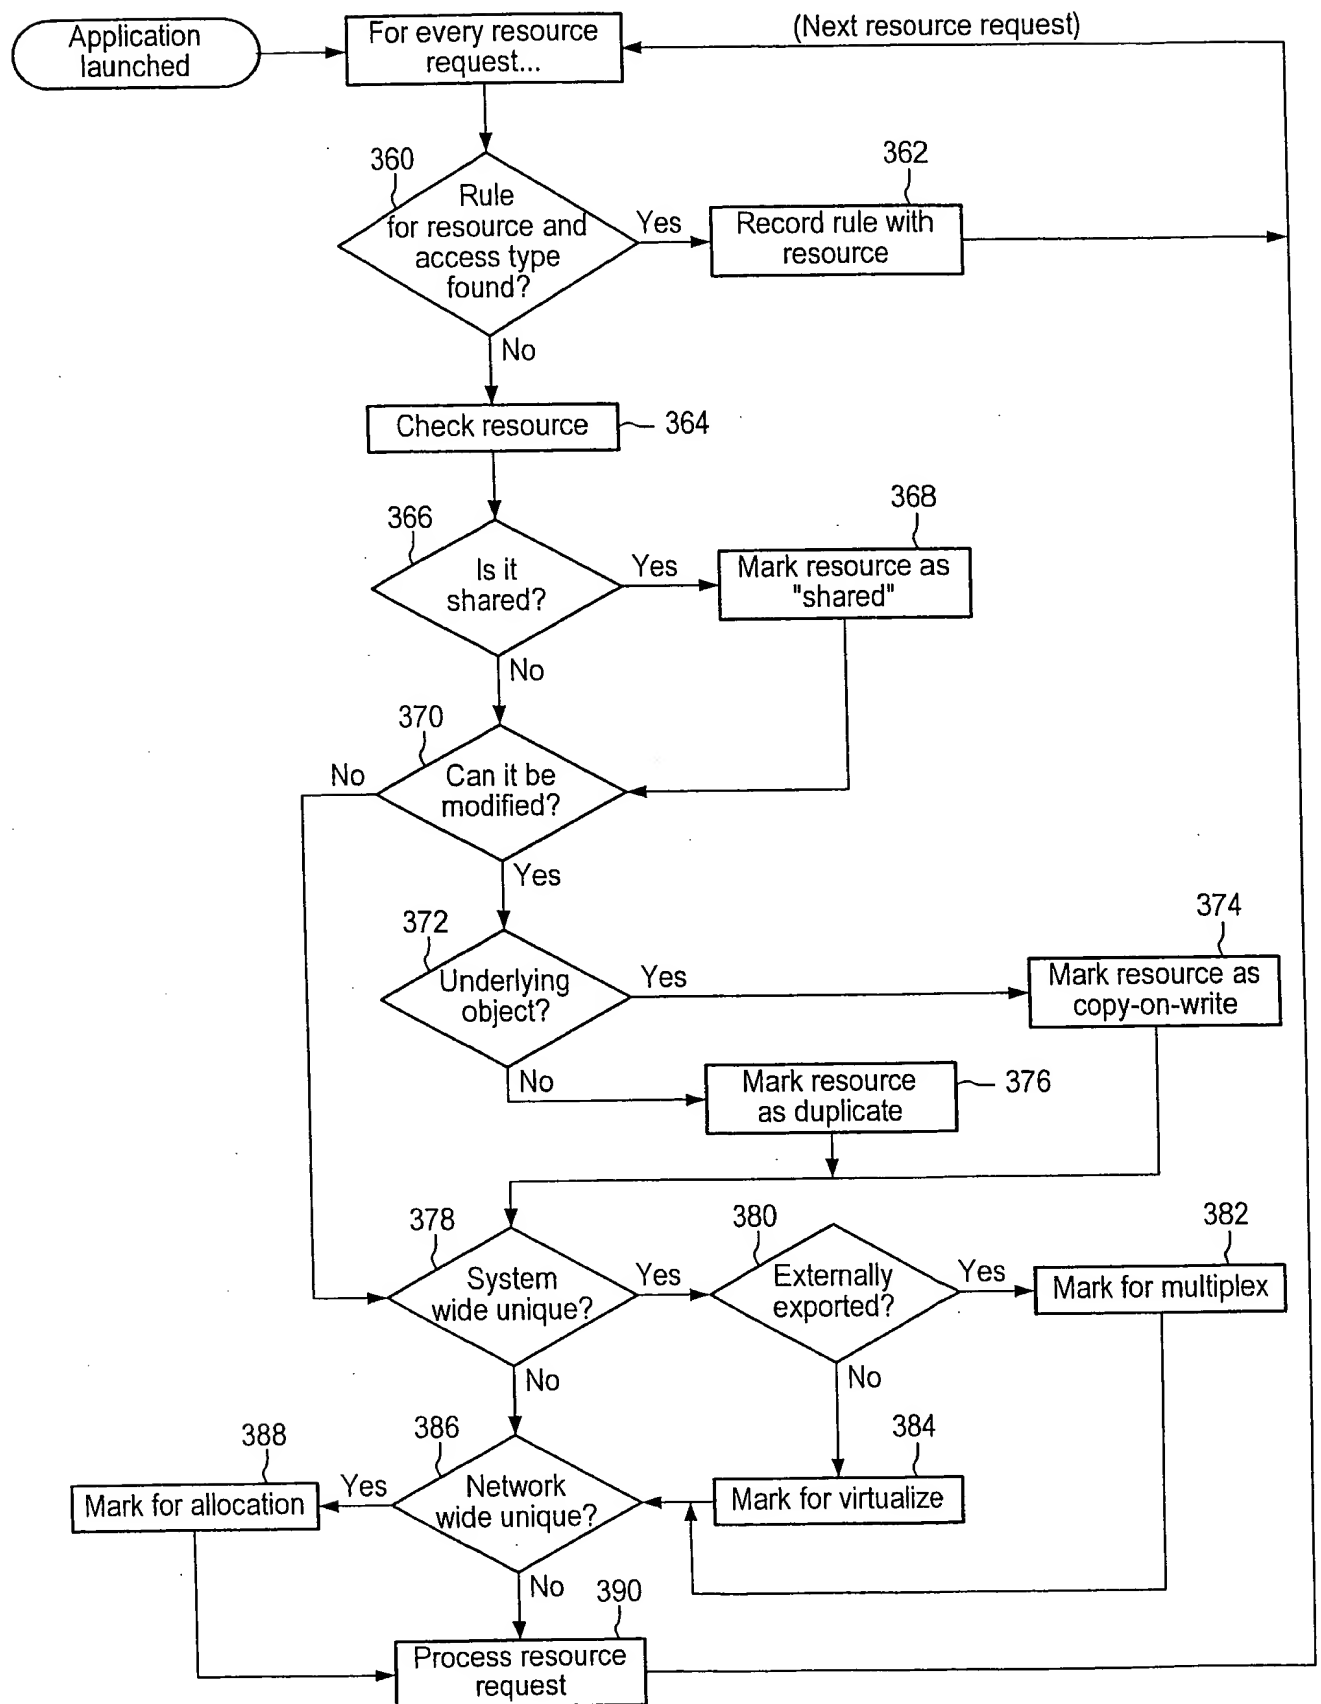 Application
launched
For every resource
request...
(Next resource request)
360
Rule
for resource and
access type
found?
Yes
362
Record rule with
resource
No
Check resource
364
366
Is it
shared?
Yes
368
Mark resource as
"shared"
No
370
Can it be
modified?
No
Yes
372
Underlying
object?
Yes
374
Mark resource as
copy-on-write
No
Mark resource
as duplicate
376
378
System
wide unique?
Yes
380
Externally
exported?
Yes
382
Mark for multiplex
No
No
384
Mark for virtualize
386
Network
wide unique?
Yes
388
Mark for allocation
No
390
Process resource
request